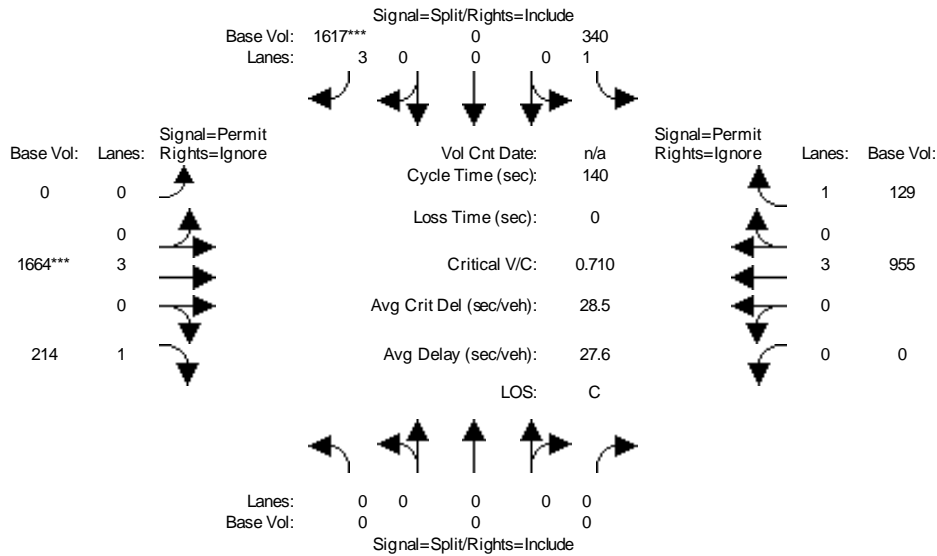 Signal=Split/Rights=Include
Base Vol: 1617*** 0 340
Lanes: 3 0 0 0 1
Signal=Permit Signal=Permit
Base Vol: Lanes: Rights=Ignore Vol Cnt Date: n/a Rights=Ignore Lanes: Base Vol:
Cycle Time (sec): 140
0 0 1 129
Loss Time (sec): 0
0 0
1664*** 3 Critical V/C: 0.710 3 955
0 Avg Crit Del (sec/veh): 28.5 0
214 1 Avg Delay (sec/veh): 27.6 0 0
LOS: C
Lanes: 0 0 0 0 0
Base Vol: 0 0 0
Signal=Split/Rights=Include